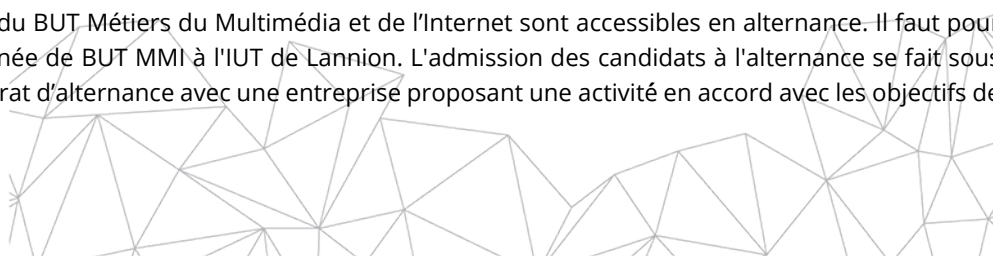 du BUT Métiers du Multimédia et de l’Internet sont accessibles en alternance. Il faut pour
née de BUT MMI à l'IUT de Lannion. L'admission des candidats à l'alternance se fait sous
rat d’alternance avec une entreprise proposant une activité en accord avec les objectifs de